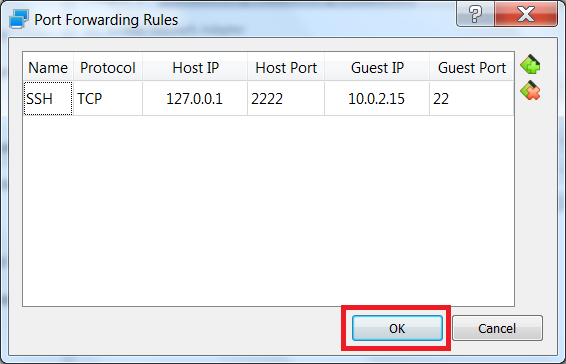 Port Forwarding Rules
Name Protocol Host IP Host Port Guest IP Guest Port
SSH TCP 127.0.0.1 2222 10.0.2.15 22
OK Cancel